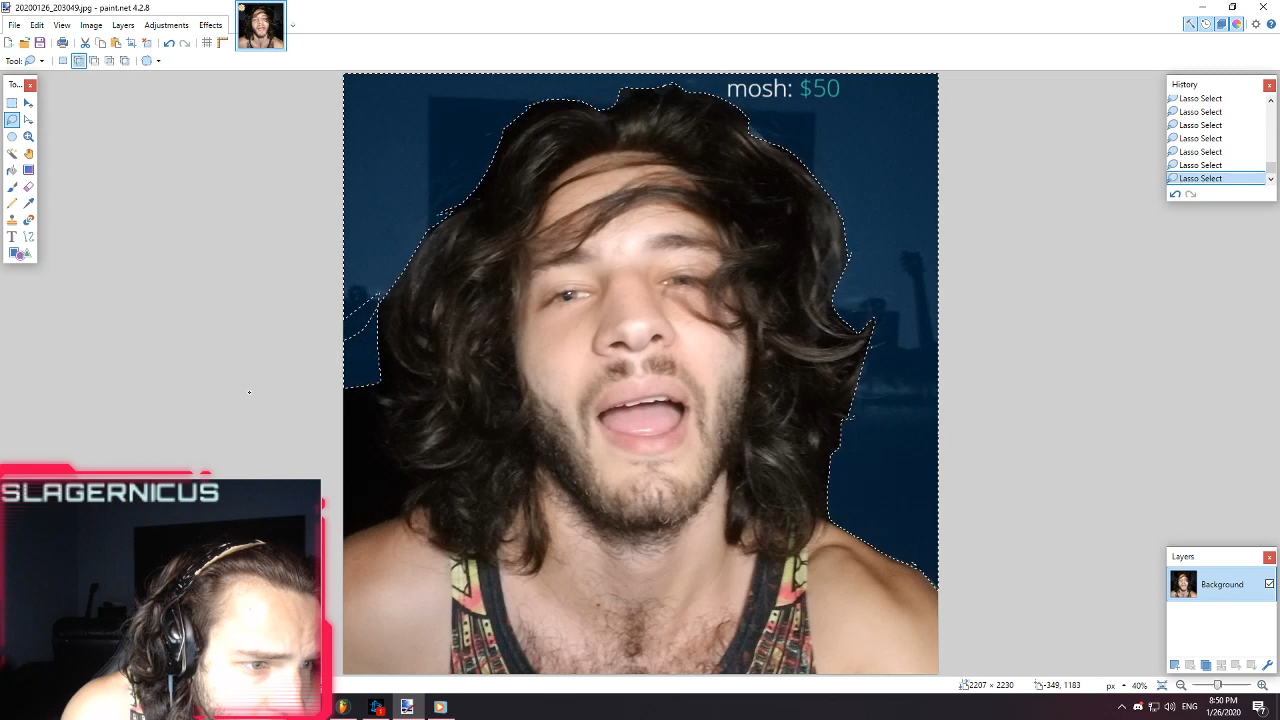 20200126_203049.jpg - paint.net 4.2.8
File Edit View Image Layers Adjustments Effects
Tool:
To...
mosh: $50
History
Lasso Select
Lasso Select
Lasso Select
Lasso Select
Lasso Select
Lasso Select
Lasso Select
Layers
Background
SLAGERNICUS
2207 × 2230
-349, 1183
px
40%
ENG
8:50 PM
1/26/2020